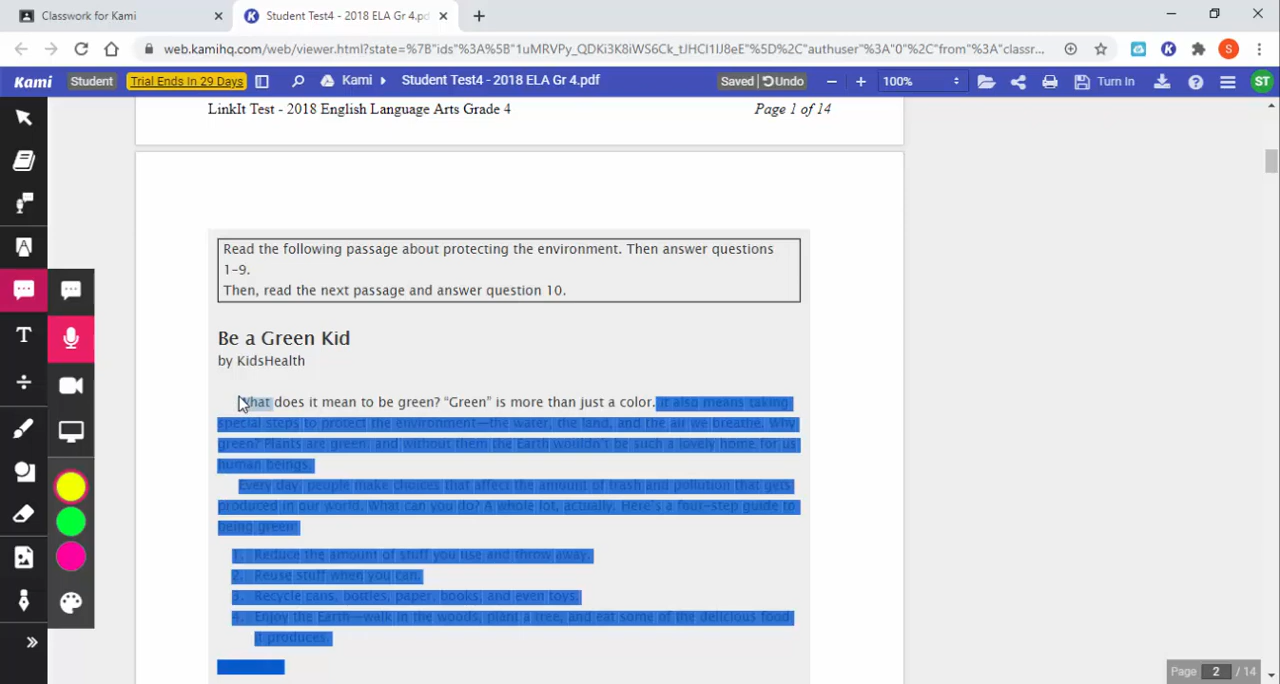 Classwork for Kami
Student Test4 - 2018 ELA Gr 4.pd
web.kamihq.com/web/viewer.html?state=%7B"ids"%3A%5B"1uMRVPy_QDKi3K8iWS6Ck_tJHCl1IJ8eE"%5D%2C"authuser"%3A"0"%2C"from"%3A"classr...
S
Kami
Student
Trial Ends In 29 Days
Kami
Student Test4 - 2018 ELA Gr 4.pdf
Saved
Undo
100%
Turn In
ST
LinkIt Test - 2018 English Language Arts Grade 4
Page 1 of 14
Read the following passage about protecting the environment. Then answer questions
1-9.
Then, read the next passage and answer question 10.
Be a Green Kid
by KidsHealth
What does it mean to be green? “Green” is more than just a color. It also means taking
special steps to protect the environment—the water, the land, and the air we breathe. Why
green? Plants are green, and without them the Earth wouldn't be such a lovely home for us
human beings.
Every day, people make choices that affect the amount of trash and pollution that gets
produced in our world. What can you do? A whole lot, actually. Here's a four-step guide to
being green:
1. Reduce the amount of stuff you use and throw away.
2. Reuse stuff when you can.
3. Recycle cans, bottles, paper, books, and even toys.
4. Enjoy the Earth—walk in the woods, plant a tree, and eat some of the delicious food
it produces.
Page 2 / 14